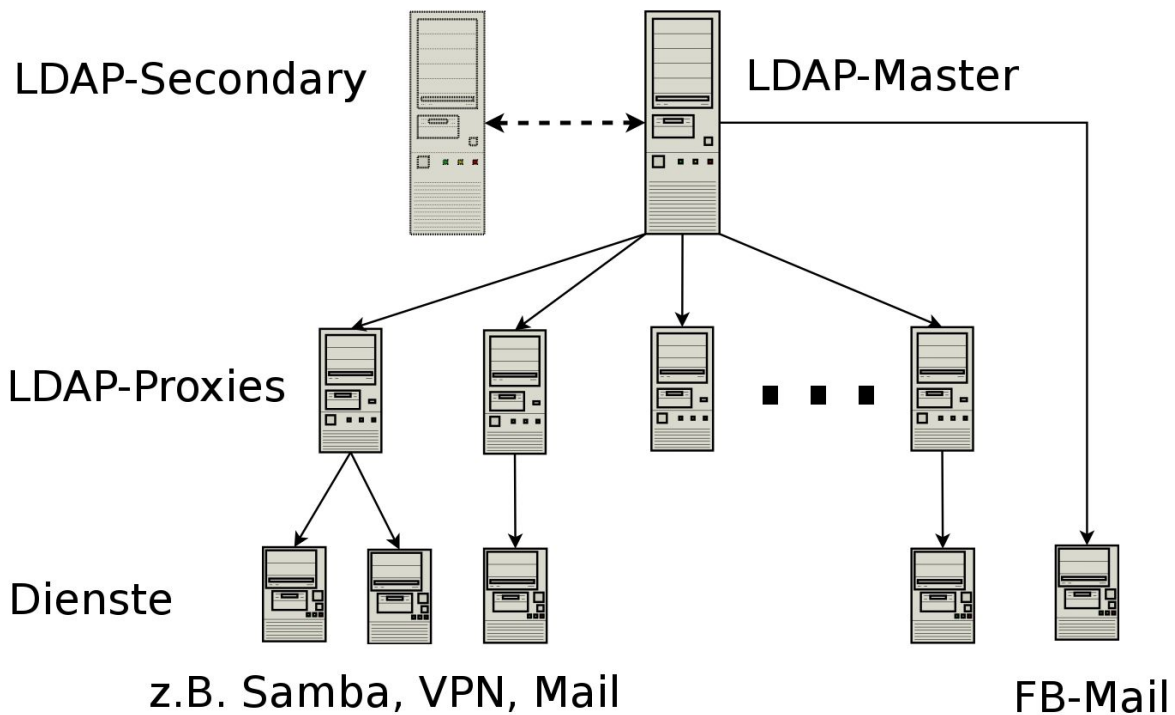 LDAP-Secondary
LDAP-Master
LDAP-Proxies
Dienste
z.B. Samba, VPN, Mail
FB-Mail